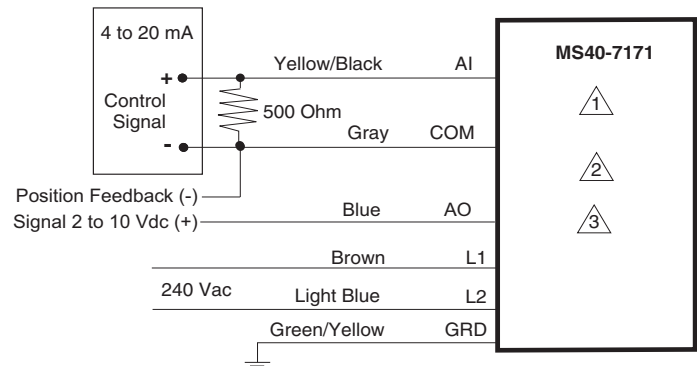 4 to 20 mA
MS40-7171
Yellow/Black AI
+
1
Control
Signal
500 Ohm
Gray COM
-
2
Position Feedback (-)
Signal 2 to 10 Vdc (+)
Blue AO
3
Brown L1
240 Vac
Light Blue L2
Green/Yellow GRD